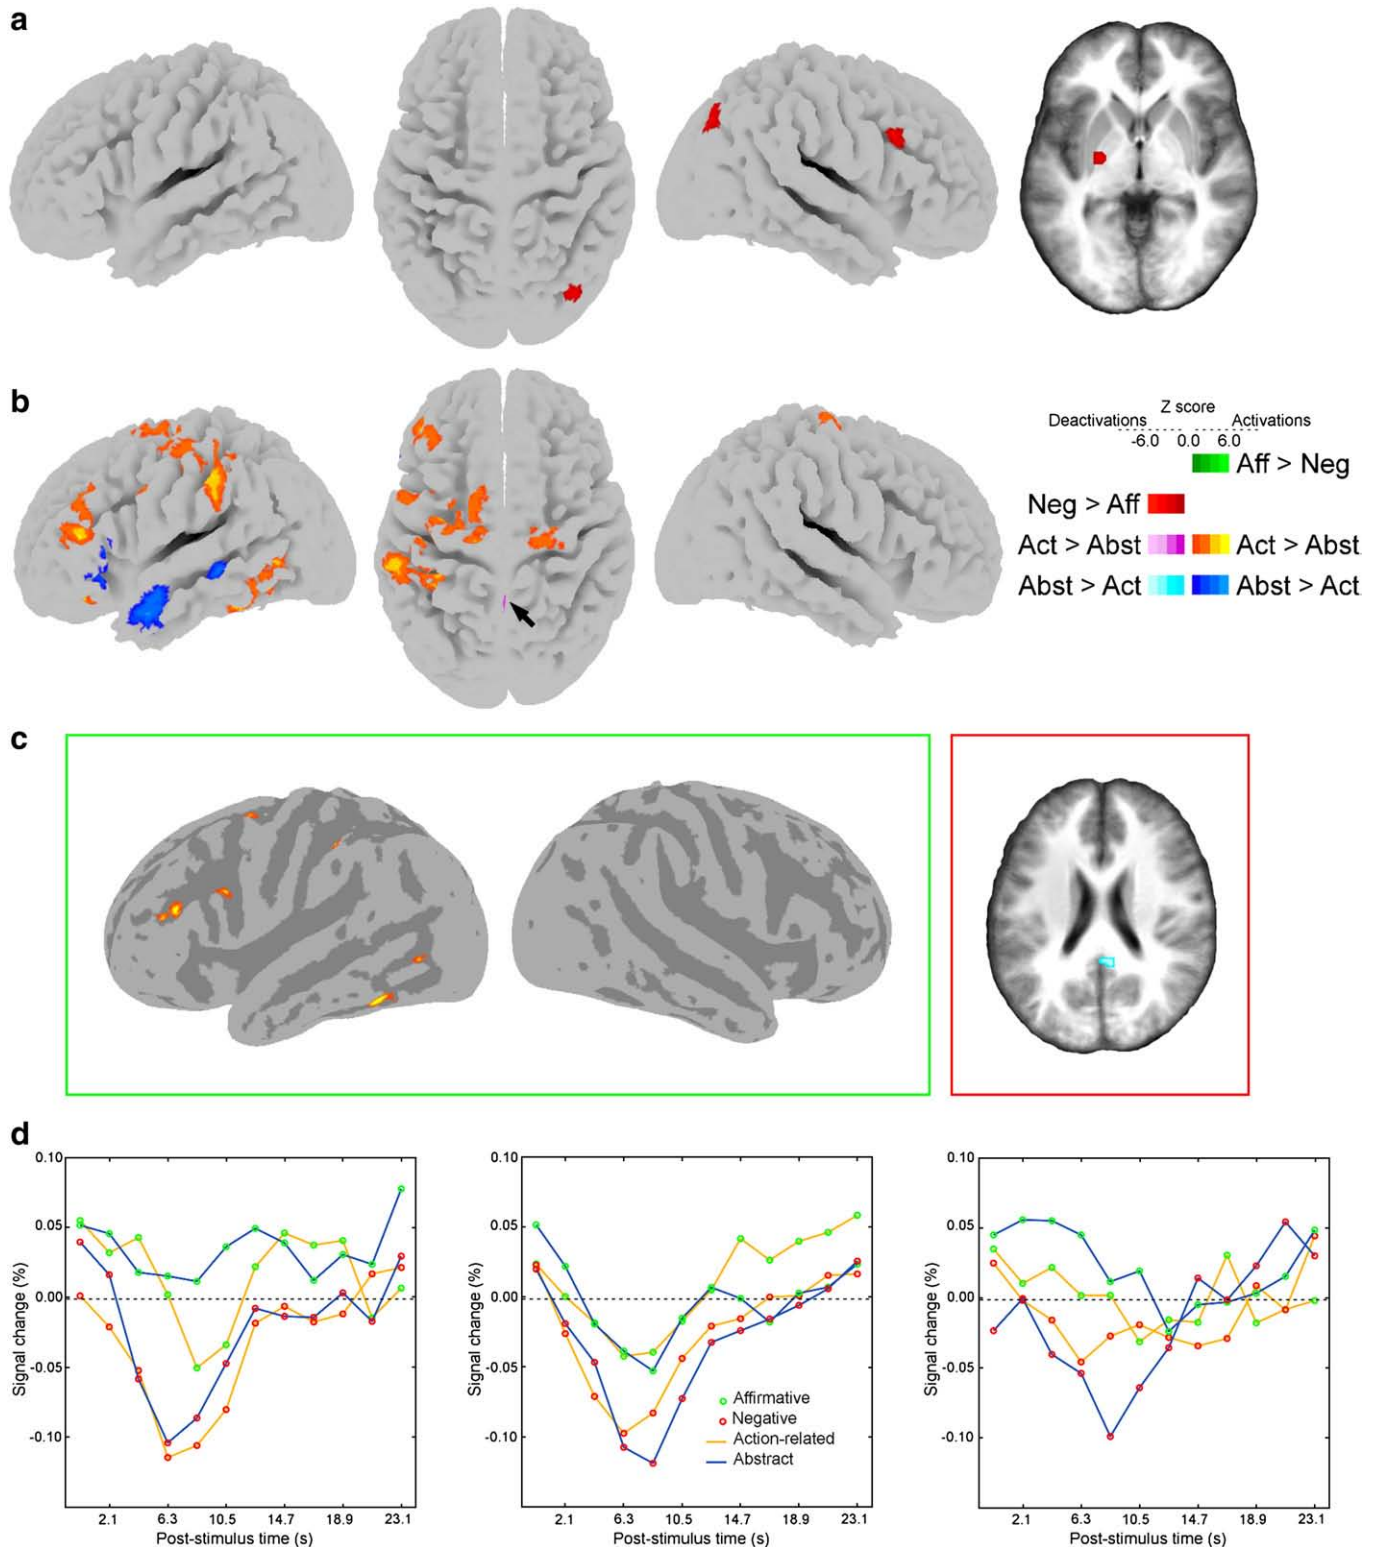 a
b
Z score
Deactivations Activations
-6.0 0.0 6.0
Aff > Neg
Neg > Aff
Act > Abst Act > Abst
Abst > Act Abst > Act
c
d
0.10 0.10 0.10
0.05 0.05 0.05
0.00 0.00 0.00
-0.05 -0.05 -0.05
-0.10 -0.10 -0.10
Signal change (%) Signal change (%) Signal change (%)
Affirmative
Negative
Action-related
Abstract
2.1 6.3 10.5 14.7 18.9 23.1 2.1 6.3 10.5 14.7 18.9 23.1 2.1 6.3 10.5 14.7 18.9 23.1
Post-stimulus time (s) Post-stimulus time (s) Post-stimulus time (s)